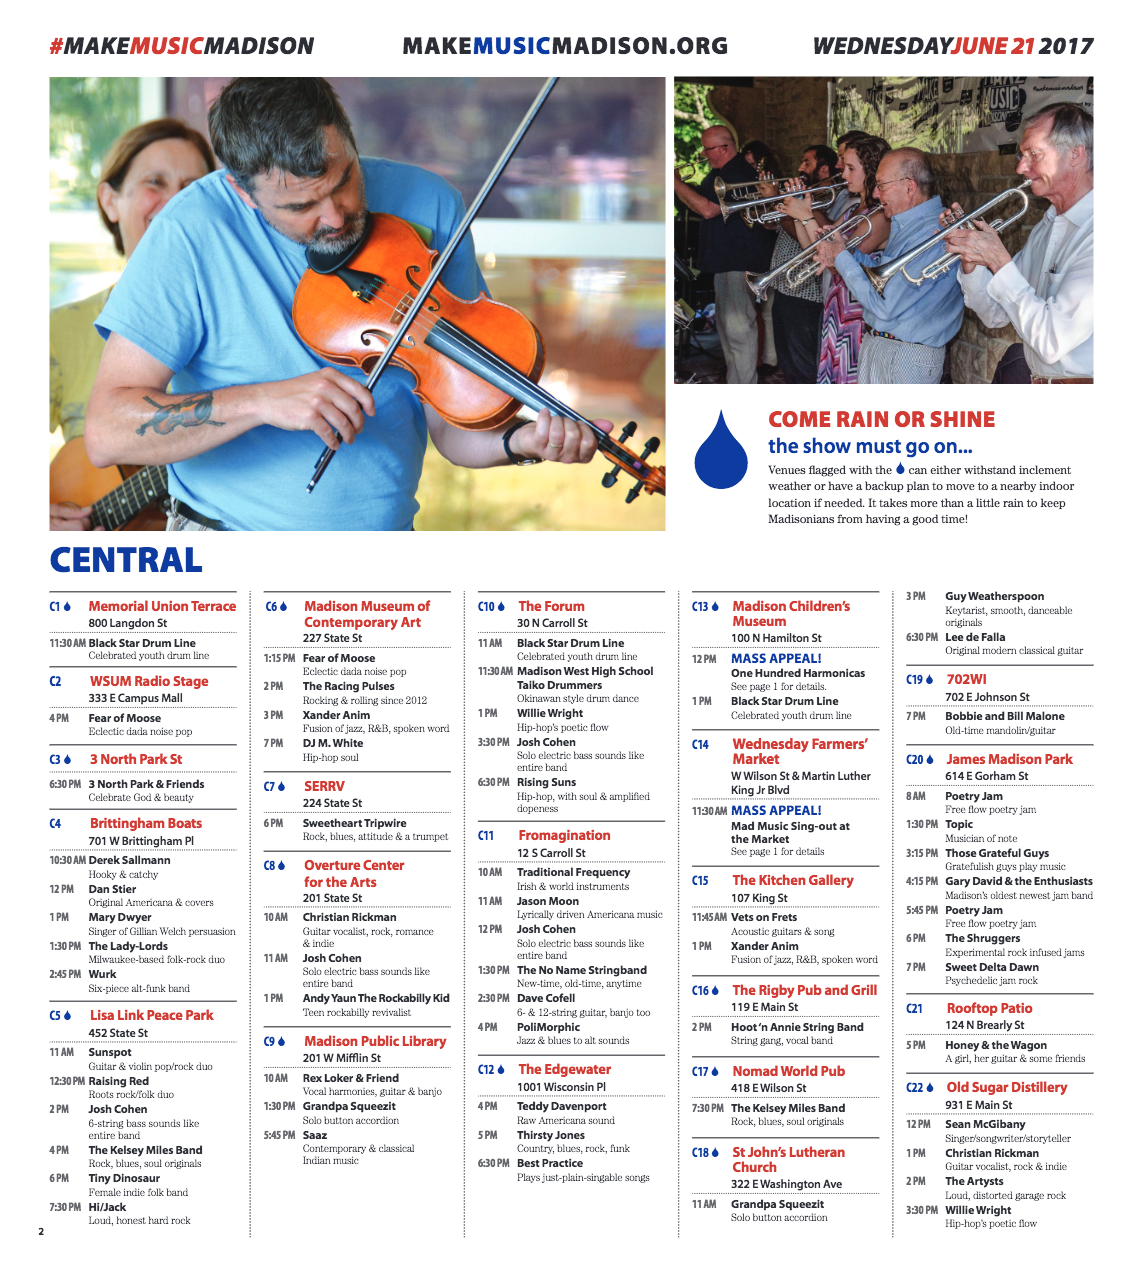 #MAKEMUSICMADISON
MAKEMUSICMADISON.ORG
WEDNESDAYJUNE 21 2017
MUSIC
COME RAIN OR SHINE
the show must go on...
Venues flagged with the can either withstand inclement
weather or have a backup plan to move to a nearby indoor
location if needed. It takes more than a little rain to keep
Madisonians from having a good time!
CENTRAL
C1 Memorial Union Terrace
800 Langdon St
11:30 AM Black Star Drum Line
Celebrated youth drum line
C2 WSUM Radio Stage
333 E Campus Mall
4 PM Fear of Moose
Eclectic dada noise pop
C3 3 North Park St
6:30 PM 3 North Park & Friends
Celebrate God & beauty
C4 Brittingham Boats
701 W Brittingham Pl
10:30 AM Derek Sallmann
Hooky & catchy
12 PM Dan Stier
Original Americana & covers
1 PM Mary Dwyer
Singer of Gillian Welch persuasion
1:30 PM The Lady-Lords
Milwaukee-based folk-rock duo
2:45 PM Wurk
Six-piece alt-funk band
C5 Lisa Link Peace Park
452 State St
11 AM Sunspot
Guitar & violin pop/rock duo
12:30 PM Raising Red
Roots rock/folk duo
2 PM Josh Cohen
6-string bass sounds like
entire band
4 PM The Kelsey Miles Band
Rock, blues, soul originals
6 PM Tiny Dinosaur
Female indie folk band
7:30 PM Hi/Jack
Loud, honest hard rock
C6 Madison Museum of
Contemporary Art
227 State St
1:15 PM Fear of Moose
Eclectic dada noise pop
2 PM The Racing Pulses
Rocking & rolling since 2012
3 PM Xander Anim
Fusion of jazz, R&B, spoken word
7 PM DJ M. White
Hip-hop soul
C7 SERRV
224 State St
6 PM Sweetheart Tripwire
Rock, blues, attitude & a trumpet
C8 Overture Center
for the Arts
201 State St
10 AM Christian Rickman
Guitar vocalist, rock, romance
& indie
11 AM Josh Cohen
Solo electric bass sounds like
entire band
1 PM Andy Yaun The Rockabilly Kid
Teen rockabilly revivalist
C9 Madison Public Library
201 W Mifflin St
10 AM Rex Loker & Friend
Vocal harmonies, guitar & banjo
1:30 PM Grandpa Squeezit
Solo button accordion
5:45 PM Saaz
Contemporary & classical
Indian music
C10 The Forum
30 N Carroll St
11 AM Black Star Drum Line
Celebrated youth drum line
11:30 AM Madison West High School
Taiko Drummers
Okinawan style drum dance
1 PM Willie Wright
Hip-hop's poetic flow
3:30 PM Josh Cohen
Solo electric bass sounds like
entire band
6:30 PM Rising Suns
Hip-hop, with soul & amplified
dopeness
C11 Fromagination
12 S Carroll St
10 AM Traditional Frequency
Irish & world instruments
11 AM Jason Moon
Lyrically driven Americana music
12 PM Josh Cohen
Solo electric bass sounds like
entire band
1:30 PM The No Name Stringband
New-time, old-time, anytime
2:30 PM Dave Cofell
6- & 12-string guitar, banjo too
4 PM PoliMorphic
Jazz & blues to alt sounds
C12 The Edgewater
1001 Wisconsin Pl
4 PM Teddy Davenport
Raw Americana sound
5 PM Thirsty Jones
Country, blues, rock, funk
6:30 PM Best Practice
Plays just-plain-singable songs
C13 Madison Children's
Museum
100 N Hamilton St
12 PM MASS APPEAL!
One Hundred Harmonicas
See page 1 for details.
1 PM Black Star Drum Line
Celebrated youth drum line
C14 Wednesday Farmers'
Market
W Wilson St & Martin Luther
King Jr Blvd
11:30 AM MASS APPEAL!
Mad Music Sing-out at
the Market
See page 1 for details
C15 The Kitchen Gallery
107 King St
11:45 AM Vets on Frets
Acoustic guitars & song
1 PM Xander Anim
Fusion of jazz, R&B, spoken word
C16 The Rigby Pub and Grill
119 E Main St
2 PM Hoot'n Annie String Band
String gang, vocal band
C17 Nomad World Pub
418 E Wilson St
7:30 PM The Kelsey Miles Band
Rock, blues, soul originals
C18 St John's Lutheran
Church
322 E Washington Ave
11 AM Grandpa Squeezit
Solo button accordion
3 PM Guy Weatherspoon
Keytarist, smooth, danceable
originals
6:30 PM Lee de Falla
Original modern classical guitar
C19 702WI
702 E Johnson St
7 PM Bobbie and Bill Malone
Old-time mandolin/guitar
C20 James Madison Park
614 E Gorham St
8 AM Poetry Jam
Free flow poetry jam
1:30 PM Topic
Musician of note
3:15 PM Those Grateful Guys
Gratefulish guys play music
4:15 PM Gary David & the Enthusiasts
Madison's oldest newest jam band
5:45 PM Poetry Jam
Free flow poetry jam
6 PM The Shruggers
Experimental rock infused jams
7 PM Sweet Delta Dawn
Psychedelic jam rock
C21 Rooftop Patio
124 N Brearly St
5 PM Honey & the Wagon
A girl, her guitar & some friends
C22 Old Sugar Distillery
931 E Main St
12 PM Sean McGibany
Singer/songwriter/storyteller
1 PM Christian Rickman
Guitar vocalist, rock & indie
2 PM The Artysts
Loud, distorted garage rock
3:30 PM Willie Wright
Hip-hop's poetic flow
2